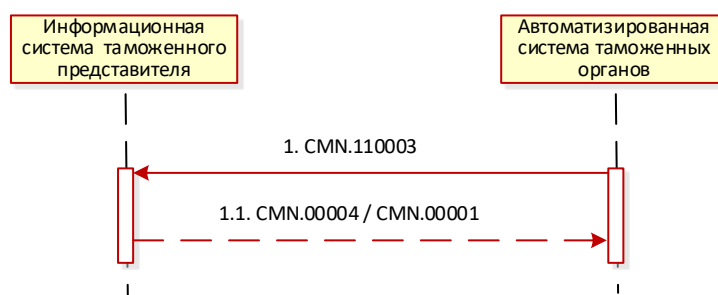 Информационная
система таможенного
представителя
Автоматизированная
система таможенных
органов
1. CMN.110003
1.1. CMN.00004 / CMN.00001